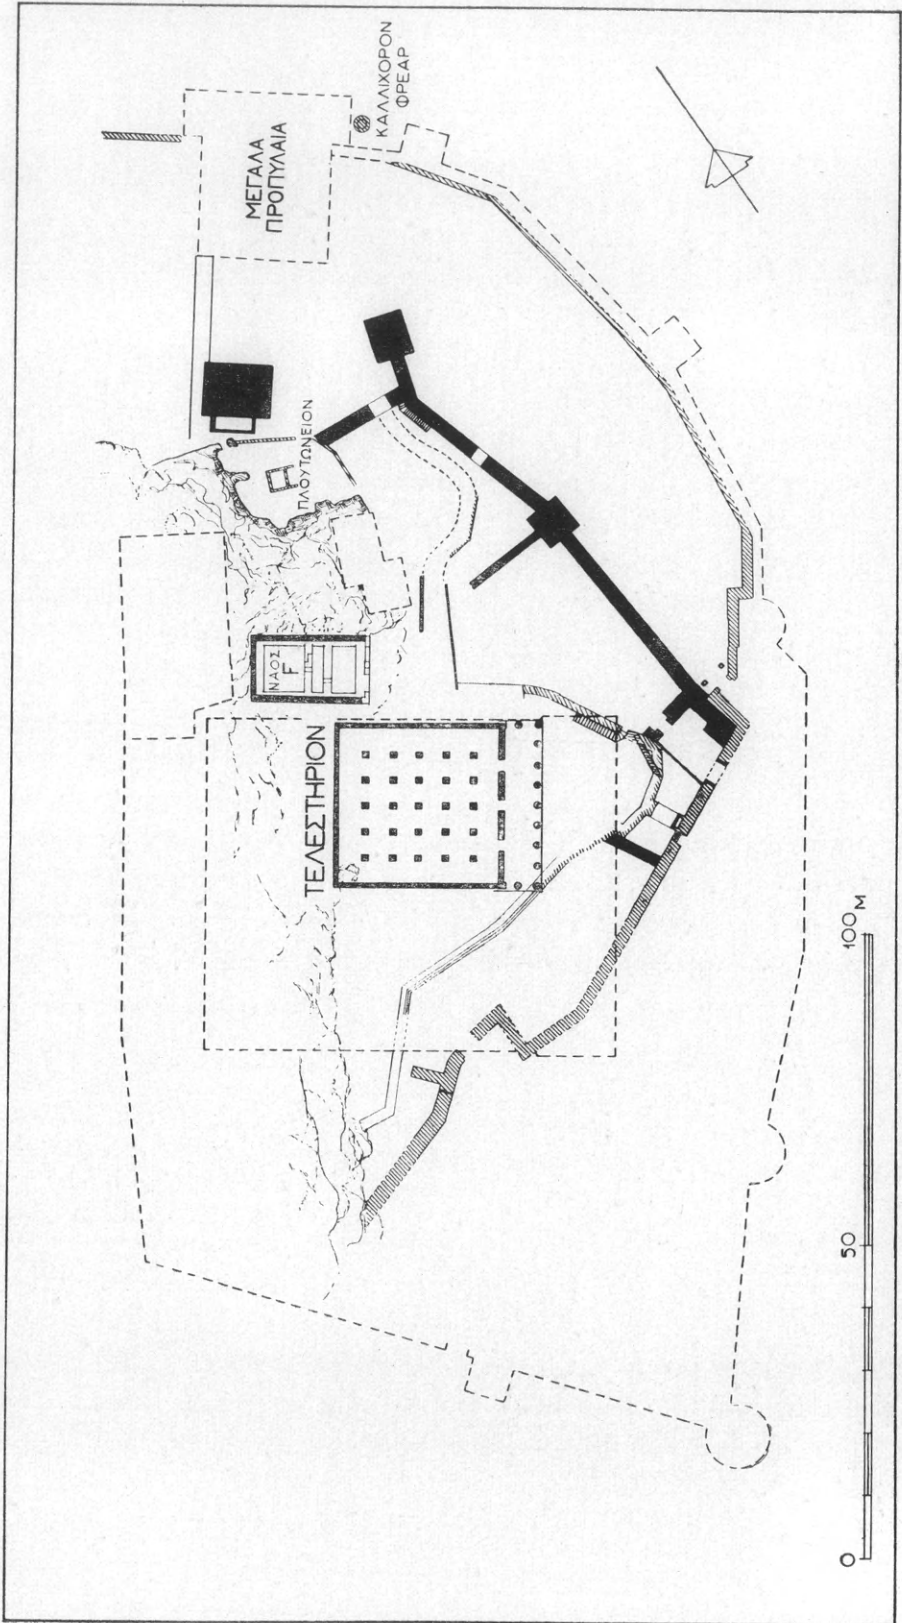 ΚΑΛΛΙΧΟΡΟΝ
ΦΡΕΑΡ
ΜΕΓΑΛΑ
ΠΡΟΠΥΛΑΙΑ
ΠΛΟΥΤΩΝΕΙΟΝ
ΝΑΟΣ
F
ΤΕΛΕΣΤΗΡΙΟΝ
0
50
100 Μ